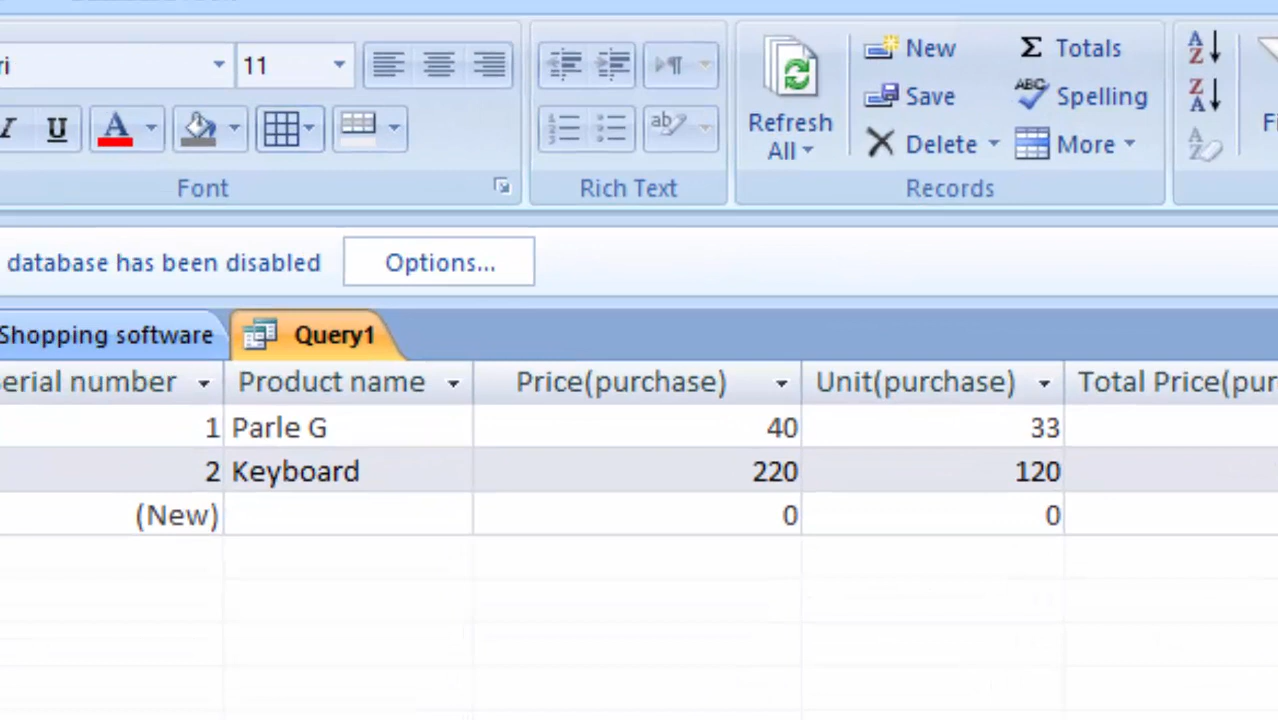 11
New
Totals
Save
Spelling
Refresh
All
Delete
More
Font
Rich Text
Records
database has been disabled
Options...
Shopping software
Query1
erial number
Product name
Price(purchase)
Unit(purchase)
Total Price(pur
1
Parle G
40
33
2
Keyboard
220
120
(New)
0
0